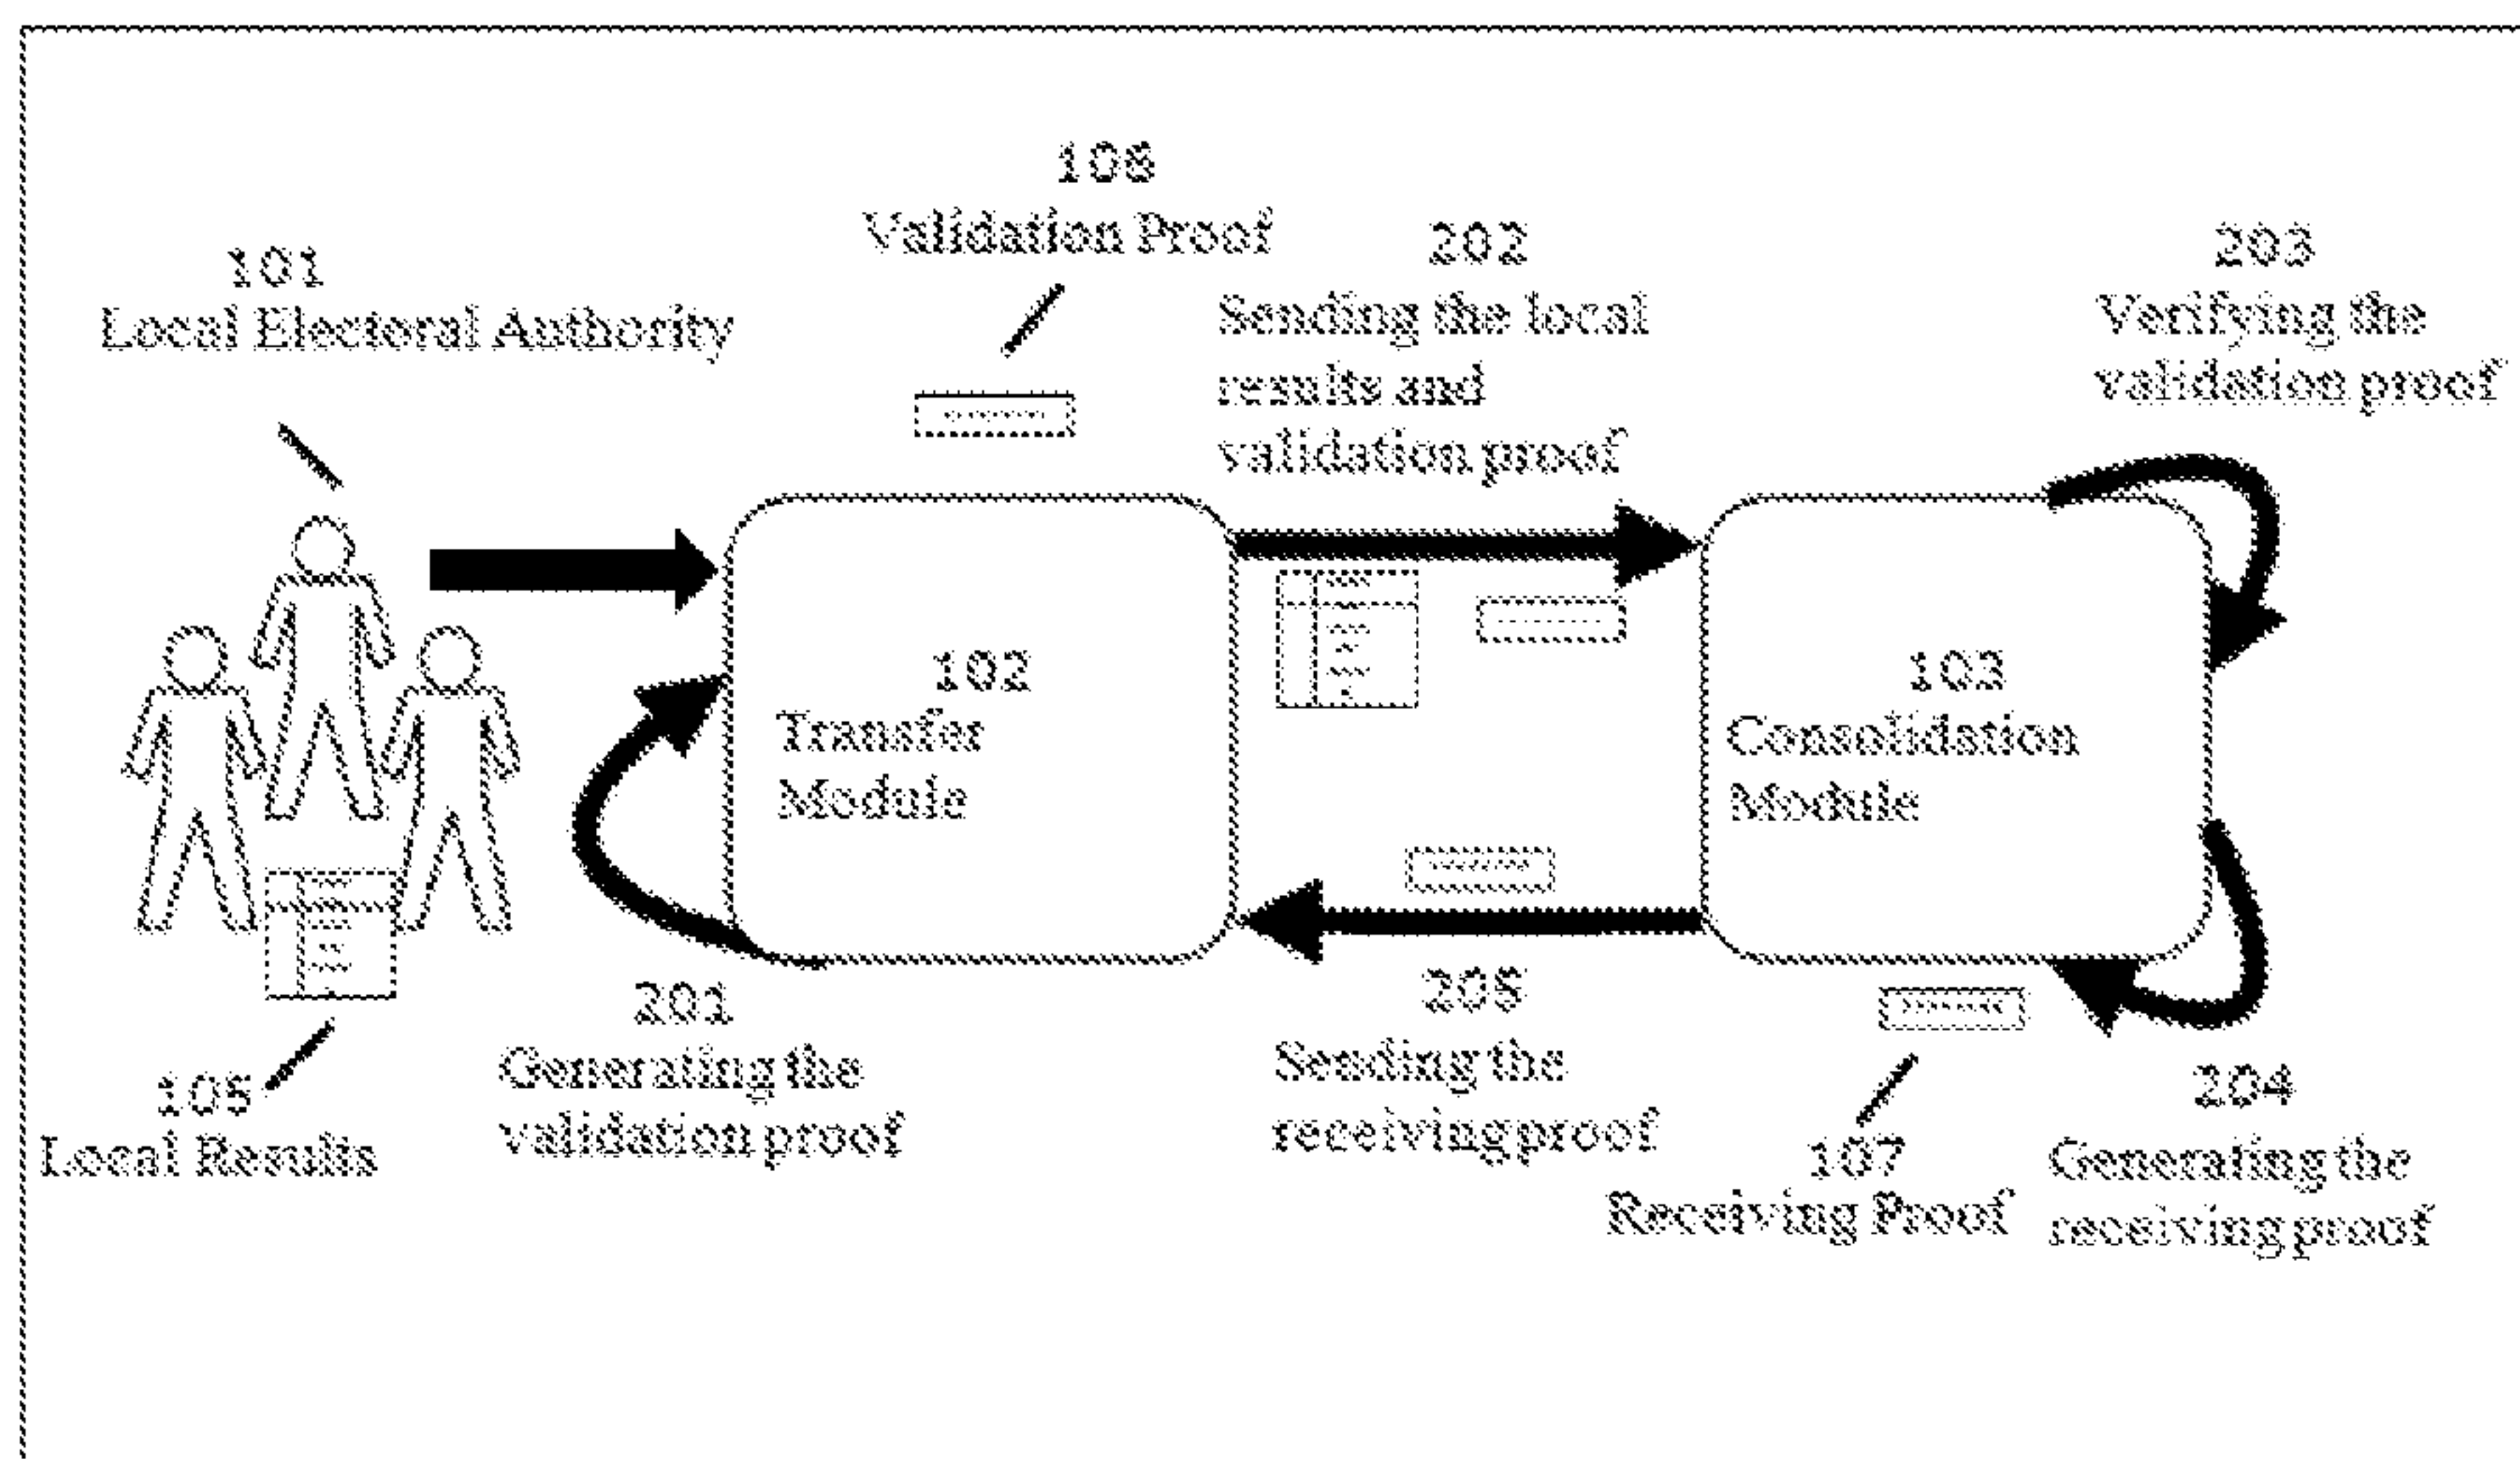 101
Local Electoral Authority
Validation Proof
202
Sending the local
results and
validation proof
203
Verifying the
validation proof
102
Transfer
Module
103
Consolidation
Module
105
Local Results
201
Generating the
validation proof
205
Sending the
receiving proof
107
Receiving Proof
204
Generating the
receiving proof